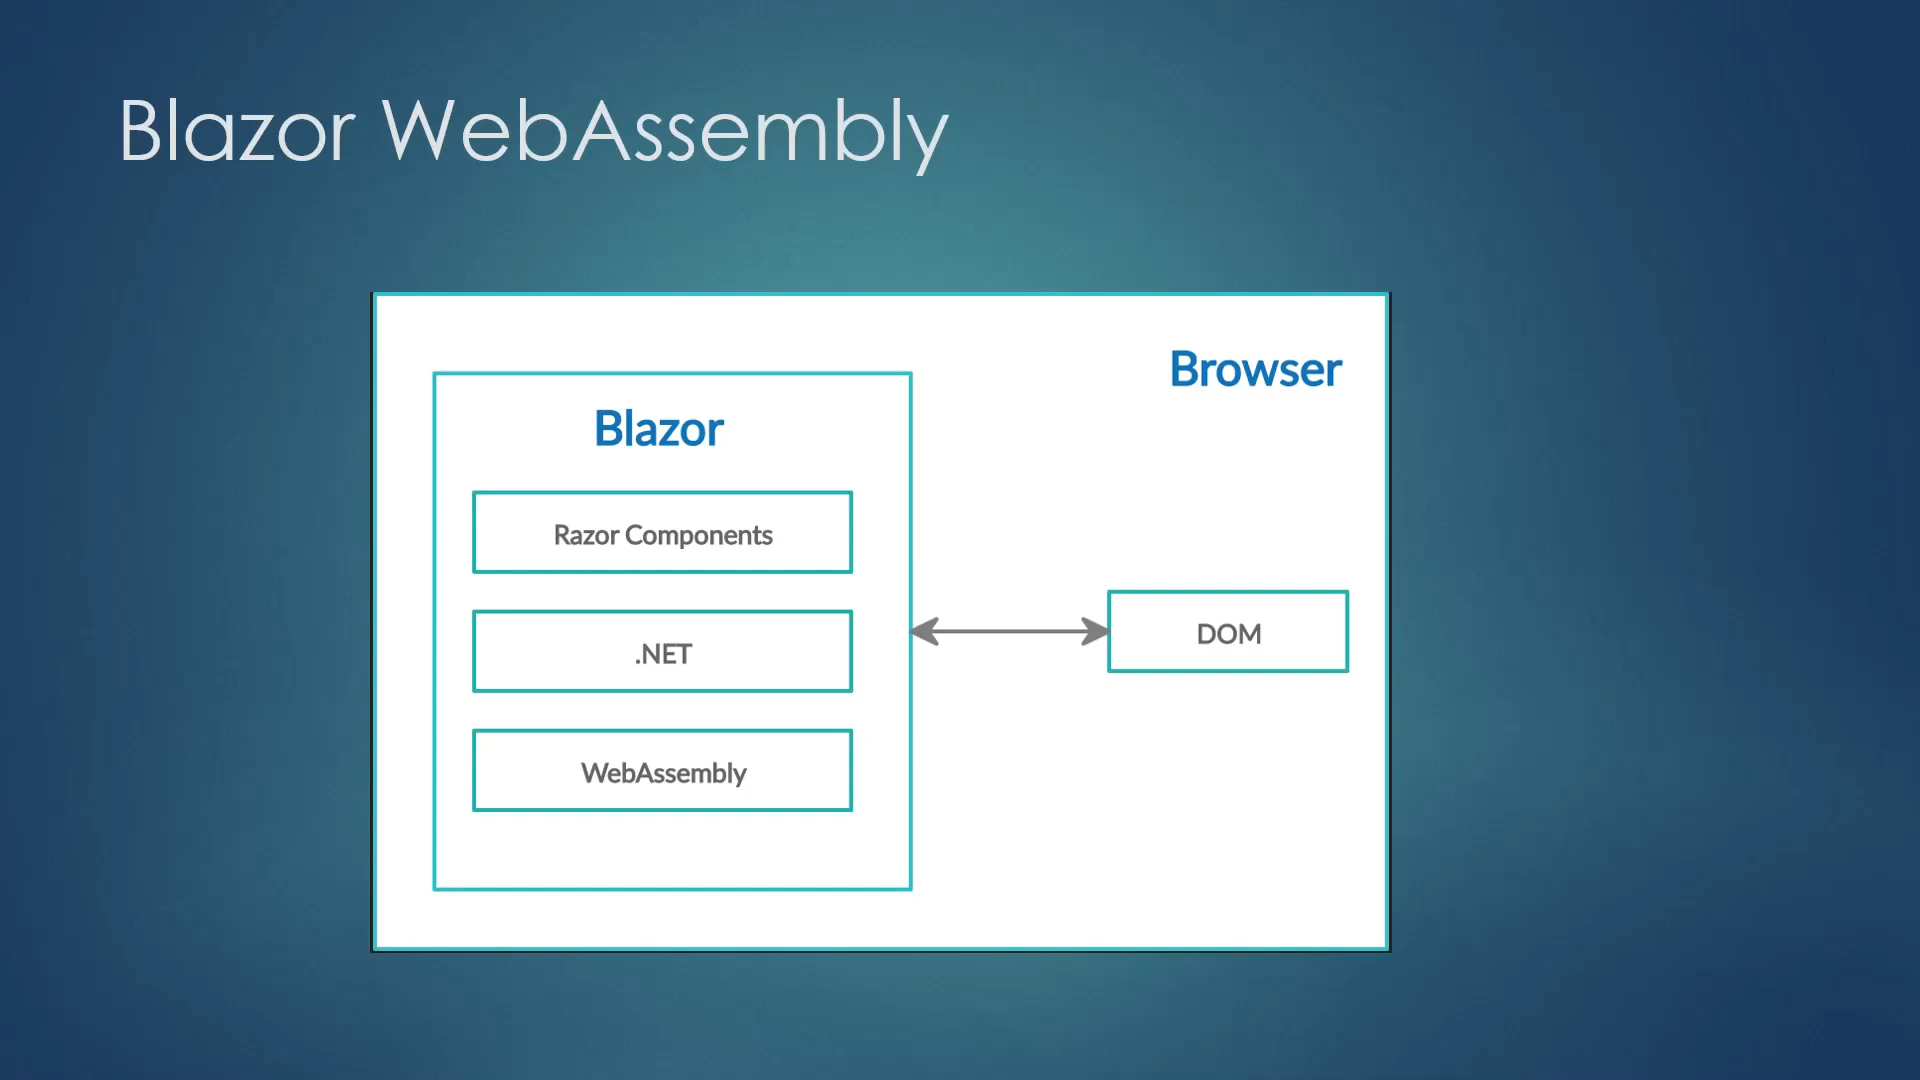 Blazor WebAssembly
Browser
Blazor
Razor Components
.NET
DOM
WebAssembly